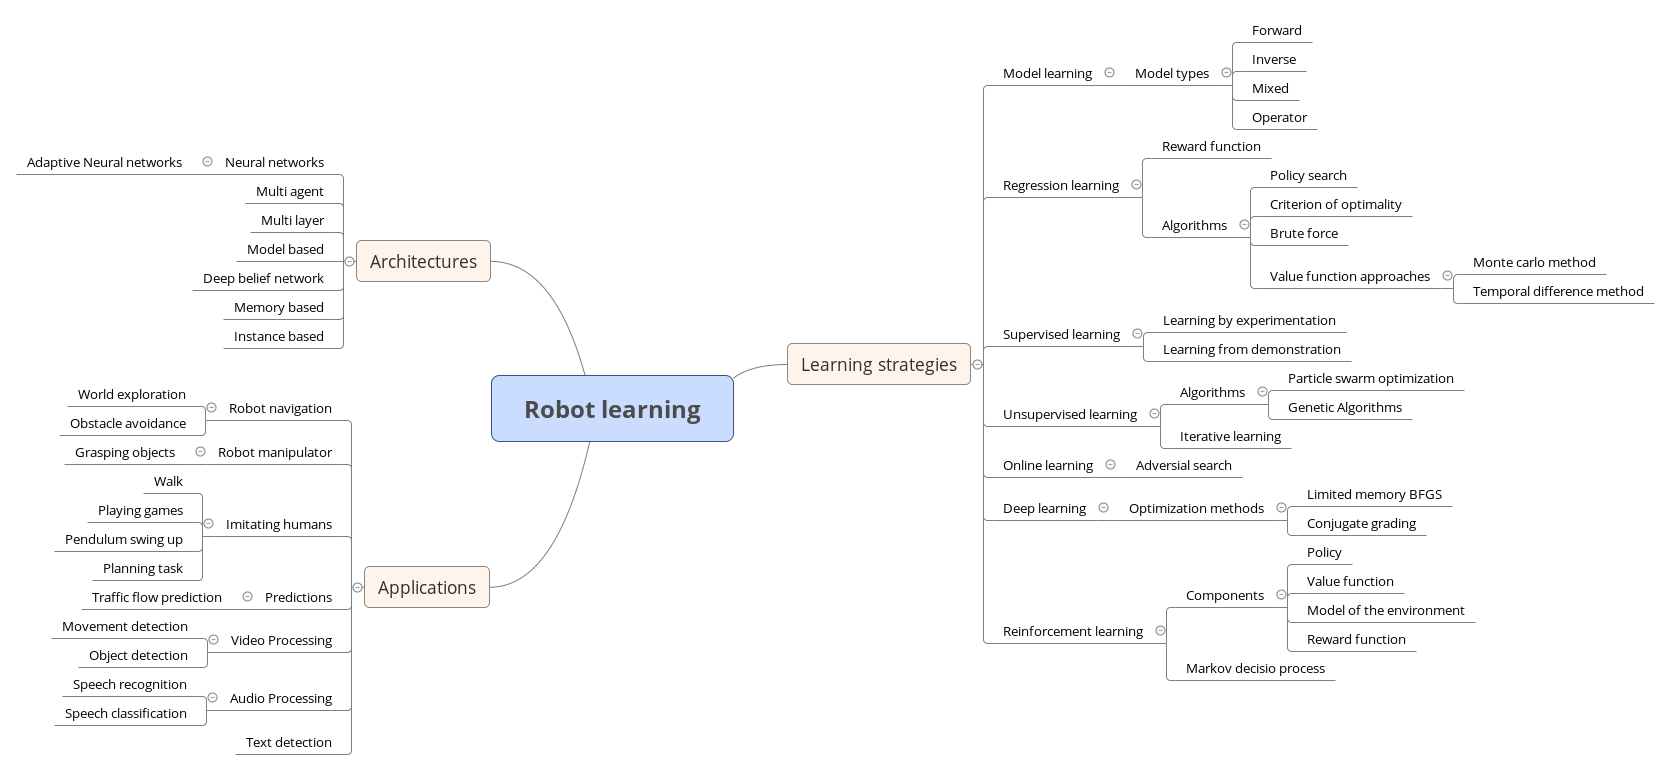 Robot learning
Architectures
Neural networks
Adaptive Neural networks
Multi agent
Multi layer
Model based
Deep belief network
Memory based
Instance based
Applications
Robot navigation
World exploration
Obstacle avoidance
Robot manipulator
Grasping objects
Imitating humans
Walk
Playing games
Pendulum swing up
Planning task
Predictions
Traffic flow prediction
Video Processing
Movement detection
Object detection
Audio Processing
Speech recognition
Speech classification
Text detection
Learning strategies
Model learning
Model types
Forward
Inverse
Mixed
Operator
Regression learning
Reward function
Algorithms
Policy search
Criterion of optimality
Brute force
Value function approaches
Monte carlo method
Temporal difference method
Supervised learning
Learning by experimentation
Learning from demonstration
Unsupervised learning
Algorithms
Particle swarm optimization
Genetic Algorithms
Iterative learning
Online learning
Adversial search
Deep learning
Optimization methods
Limited memory BFGS
Conjugate grading
Reinforcement learning
Components
Policy
Value function
Model of the environment
Reward function
Markov decisio process